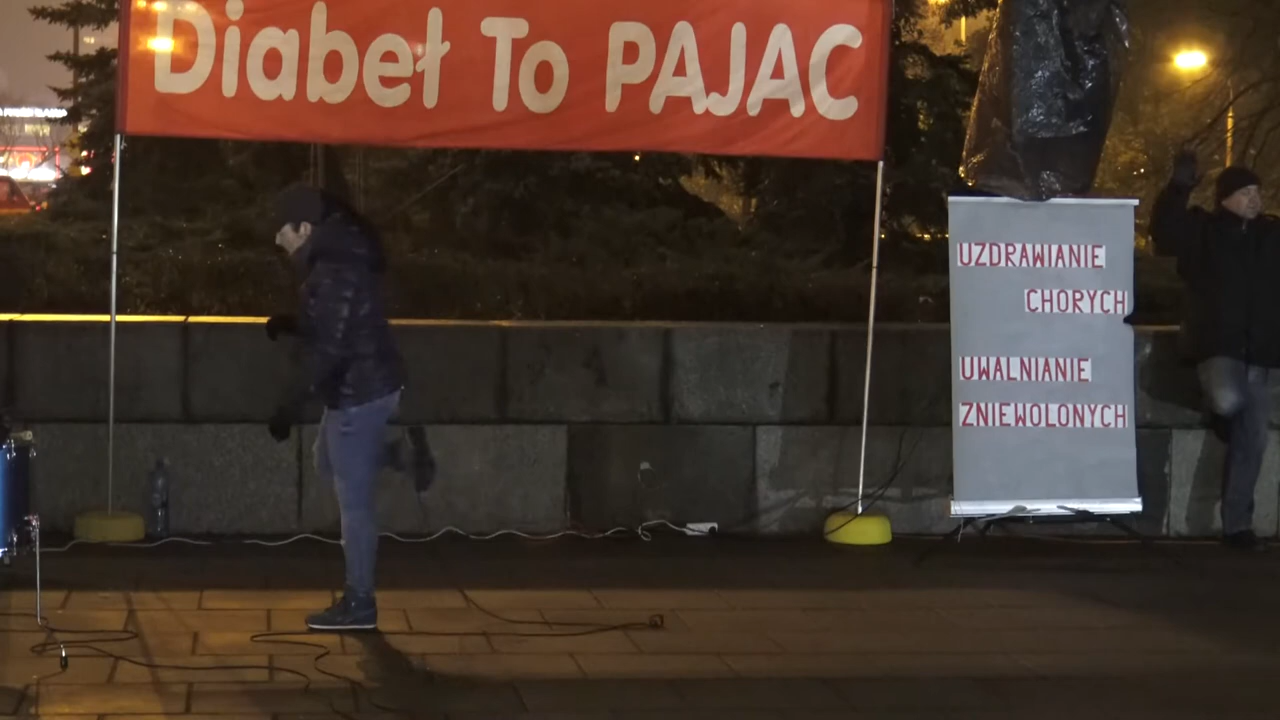 Diabeł To PAJAC
UZDRAWIANIE
CHORYCH
UWALNIANIE
ZNIEWOLONYCH